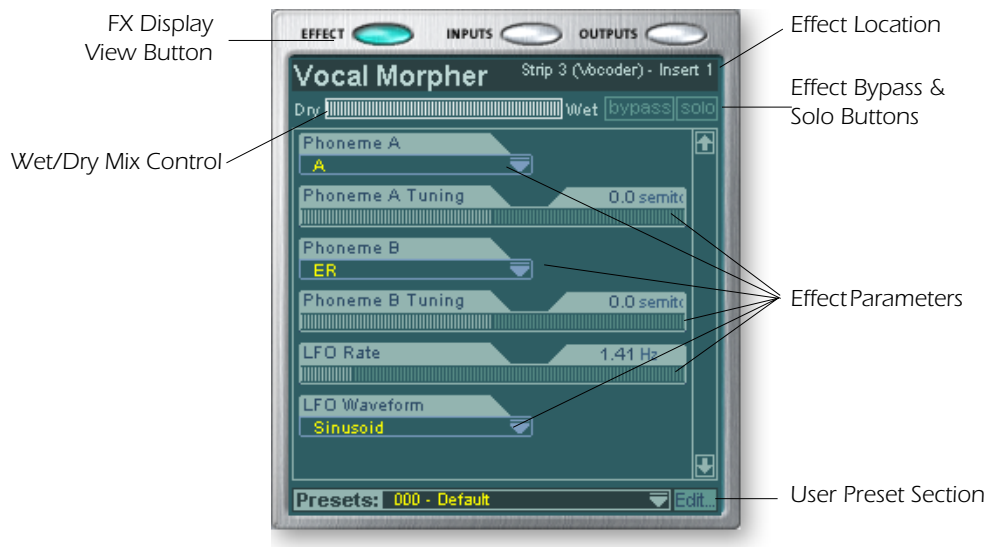 FX Display
View Button
EFFECT
INPUTS
OUTPUTS
Effect Location
Vocal Morpher
Strip 3 (Vocoder) - Insert 1
Dry
Wet
bypass
solo
Effect Bypass &
Solo Buttons
Wet/Dry Mix Control
Phoneme A
A
Phoneme A Tuning
0.0 semito
Phoneme B
ER
Phoneme B Tuning
0.0 semito
Effect Parameters
LFO Rate
1.41 Hz
LFO Waveform
Sinusoid
Presets:
000 - Default
Edit...
User Preset Section